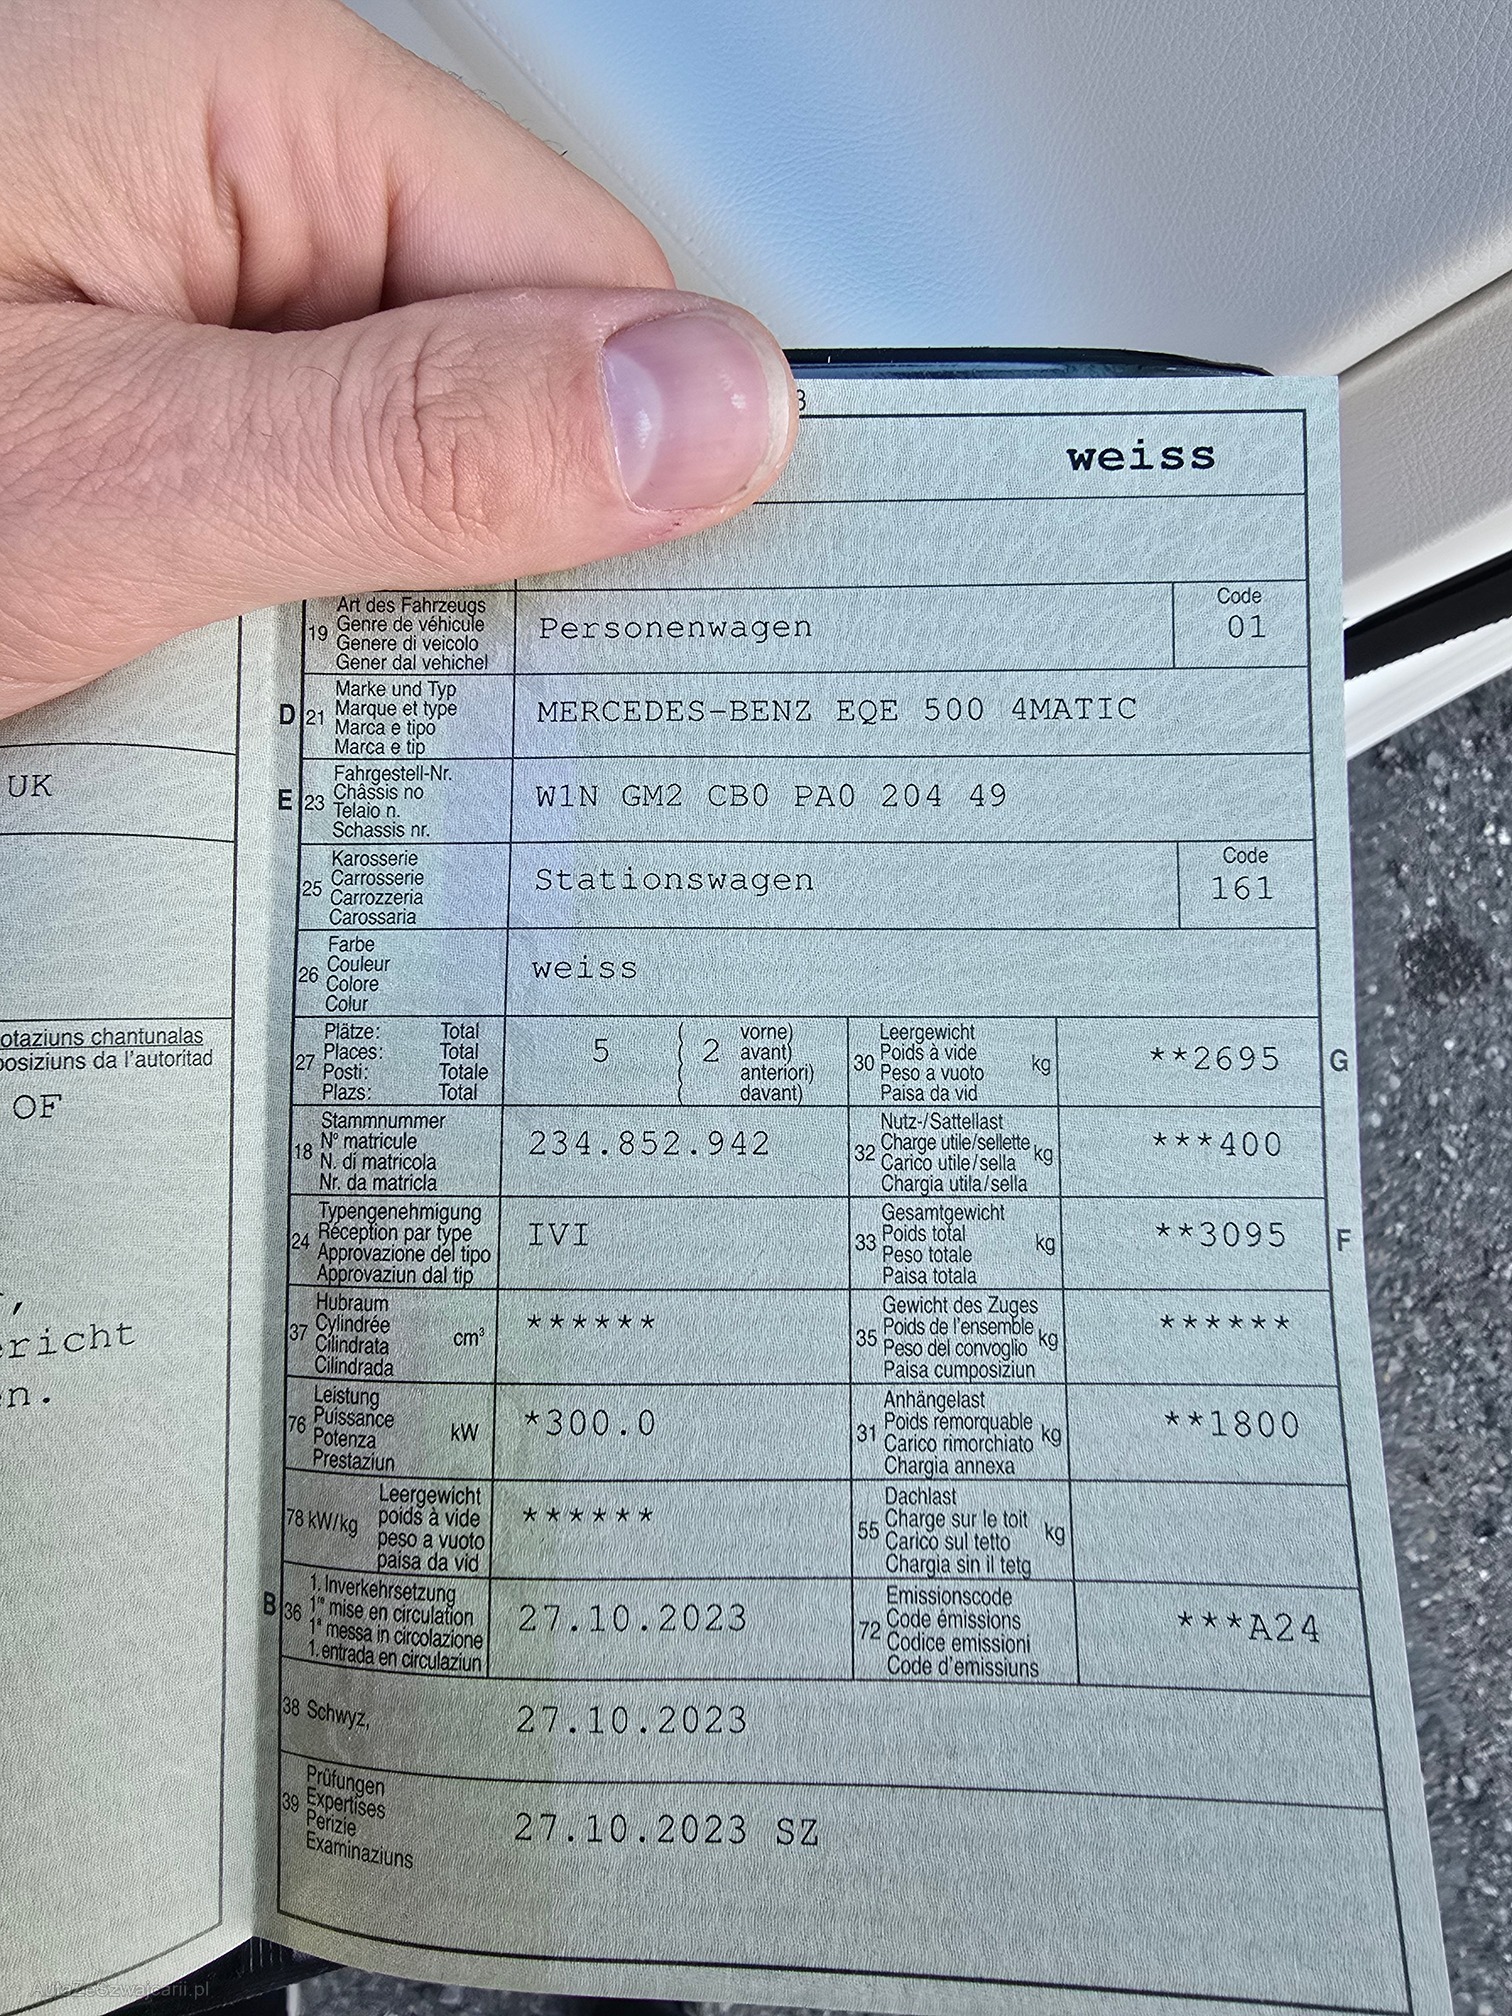 3
weiss
19 Art des Fahrzeugs
Genre de véhicule
Genere di veicolo
Gener dal vehichel
Personenwagen
Code
01
D 21 Marke und Typ
Marque et type
Marca e tipo
Marca e tip
MERCEDES-BENZ EQE 500 4MATIC
E 23 Fahrgestell-Nr.
Châssis no
Telaio n.
Schassis nr.
W1N GM2 CB0 PA0 204 49
25 Karosserie
Carrosserie
Carrozzeria
Carossaria
Stationswagen
Code
161
26 Farbe
Couleur
Colore
Colur
weiss
27 Plätze: Total
Places: Total
Posti: Totale
Plazs: Total
5 ( 2 vorne)
( avant)
( anteriori)
( davant)
30 Leergewicht
Poids à vide
Peso a vuoto
Paisa da vid
kg
**2695
G
18 Stammnummer
N° matricule
N. di matricola
Nr. da matricla
234.852.942
32 Nutz-/Sattellast
Charge utile/sellette
Carico utile/sella
Chargia utila/sella
kg
***400
24 Typengenehmigung
Réception par type
Approvazione del tipo
Approvaziun dal tip
IVI
33 Gesamtgewicht
Poids total
Peso totale
Paisa totala
kg
**3095
F
37 Hubraum
Cylindrée
Cilindrata
Cilindrada
cm³
******
35 Gewicht des Zuges
Poids de l'ensemble
Peso del convoglio
Paisa cumposiziun
kg
******
76 Leistung
Puissance
Potenza
Prestaziun
kW
*300.0
31 Anhängelast
Poids remorquable
Carico rimorchiato
Chargia annexa
kg
**1800
78 kW/kg
Leergewicht
poids à vide
peso a vuoto
paisa da vid
******
55 Dachlast
Charge sur le toit
Carico sul tetto
Chargia sin il tetg
kg
B 36 1. Inverkehrsetzung
1re mise en circulation
1a messa in circolazione
1. entrada en circulaziun
27.10.2023
72 Emissionscode
Code émissions
Codice emissioni
Code d'emissiuns
***A24
38 Schwyz,
27.10.2023
39 Prüfungen
Expertises
Perizie
Examinaziuns
27.10.2023 SZ
UK
otaziuns chantunalas
posiziuns da l'autoritad
OF
,
ericht
en.
AutaZeSzwajcarii.pl